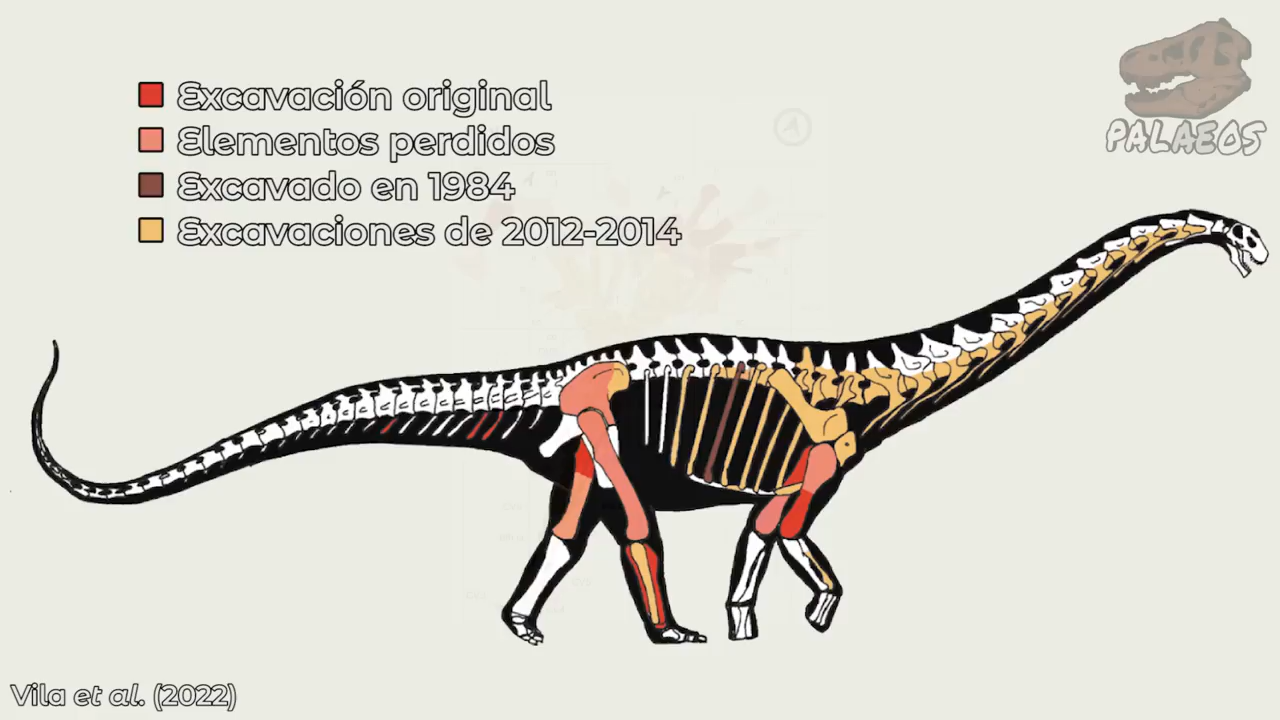 Excavación original
Elementos perdidos
Excavado en 1984
Excavaciones de 2012-2014
PALAEOS
Vila et al. (2022)